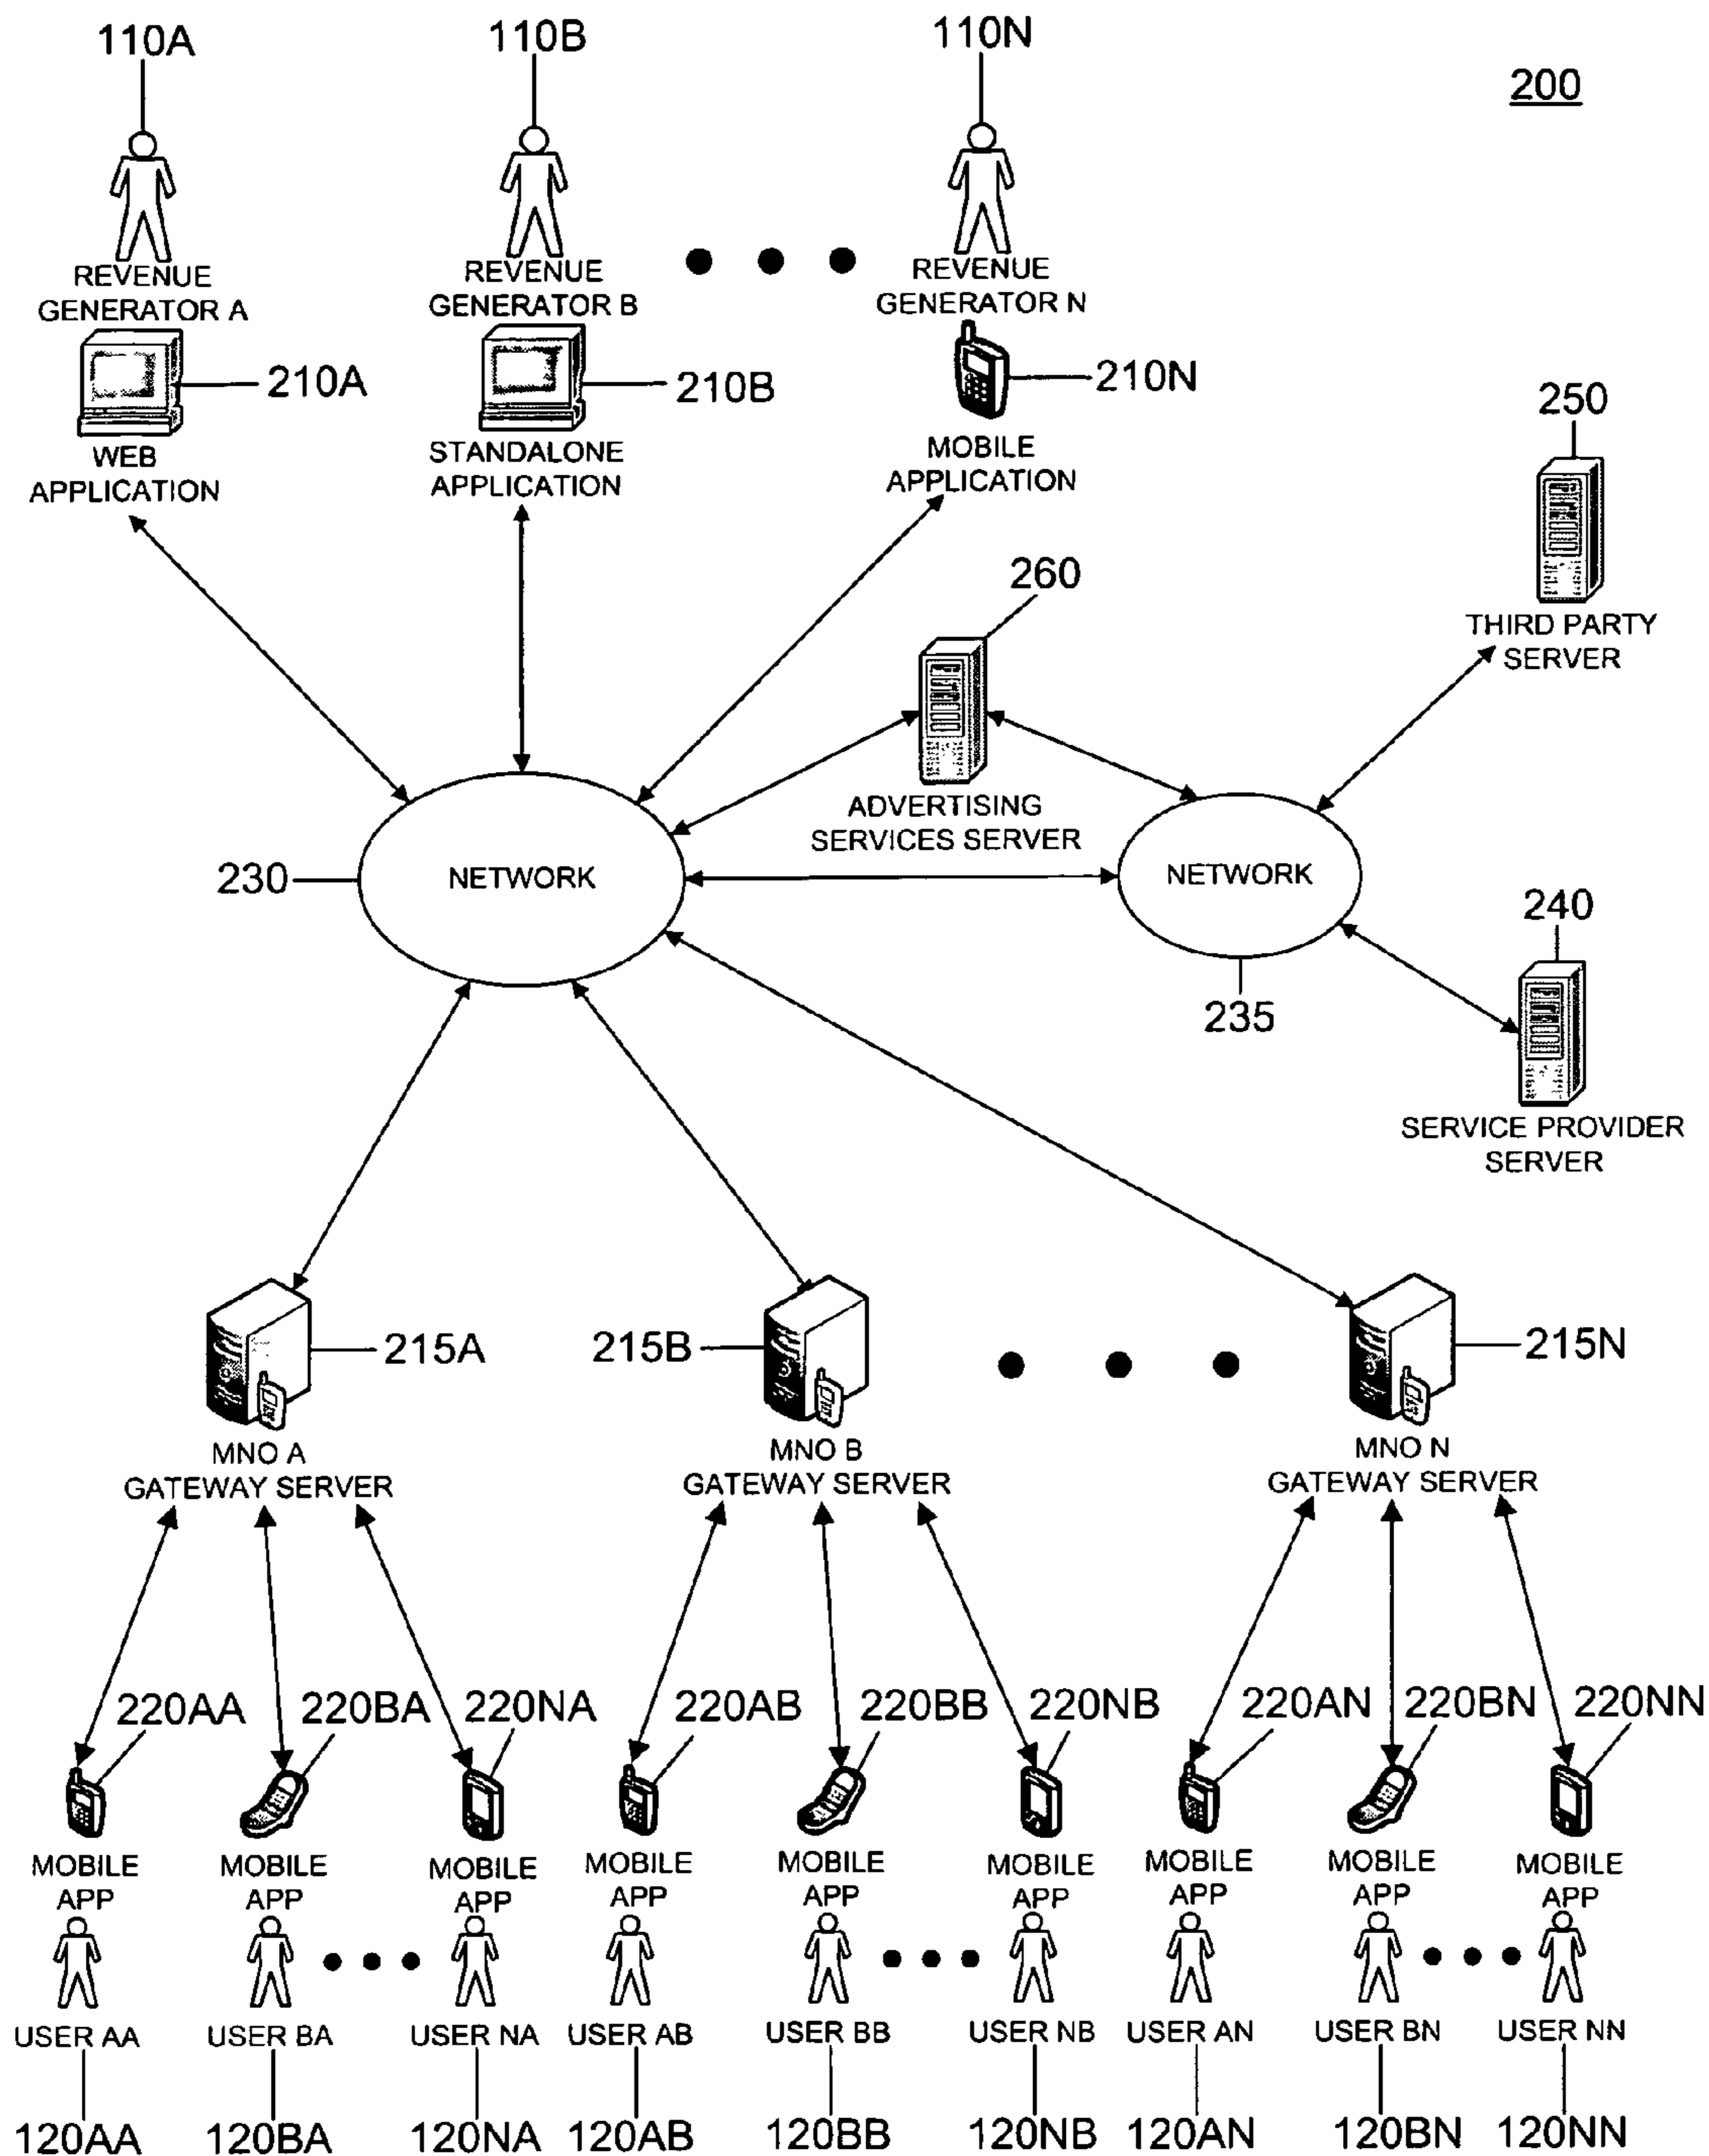 110A
110B
110N
200
REVENUE
GENERATOR A
REVENUE
GENERATOR B
REVENUE
GENERATOR N
210A
210B
210N
WEB
APPLICATION
STANDALONE
APPLICATION
MOBILE
APPLICATION
250
THIRD PARTY
SERVER
260
ADVERTISING
SERVICES SERVER
230
NETWORK
NETWORK
235
240
SERVICE PROVIDER
SERVER
215A
215B
215N
MNO A
GATEWAY SERVER
MNO B
GATEWAY SERVER
MNO N
GATEWAY SERVER
220AA
220BA
220NA
220AB
220BB
220NB
220AN
220BN
220NN
MOBILE
APP
MOBILE
APP
MOBILE
APP
MOBILE
APP
MOBILE
APP
MOBILE
APP
MOBILE
APP
MOBILE
APP
MOBILE
APP
USER AA
USER BA
USER NA
USER AB
USER BB
USER NB
USER AN
USER BN
USER NN
120AA
120BA
120NA
120AB
120BB
120NB
120AN
120BN
120NN